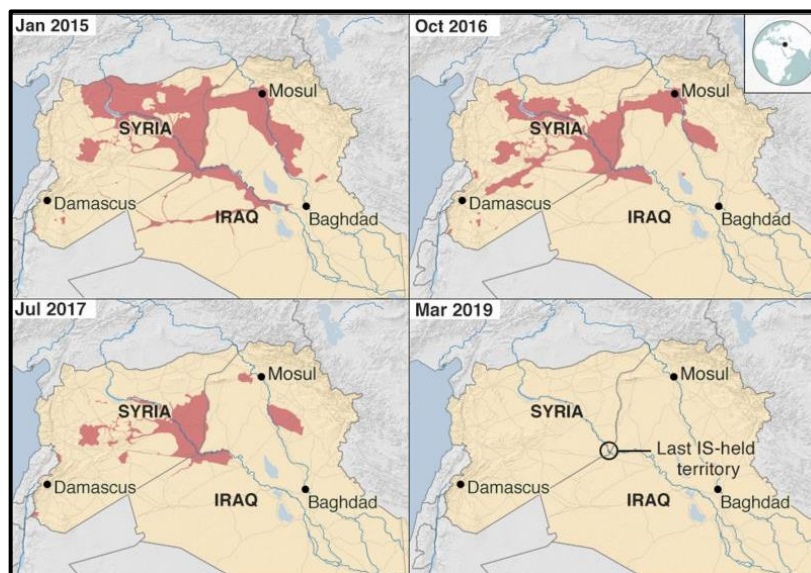 Jan 2015
Mosul
SYRIA
Damascus
IRAQ
Baghdad
Oct 2016
Mosul
SYRIA
Damascus
IRAQ
Baghdad
Jul 2017
Mosul
SYRIA
Damascus
IRAQ
Baghdad
Mar 2019
Mosul
SYRIA
Last IS-held
territory
Damascus
IRAQ
Baghdad